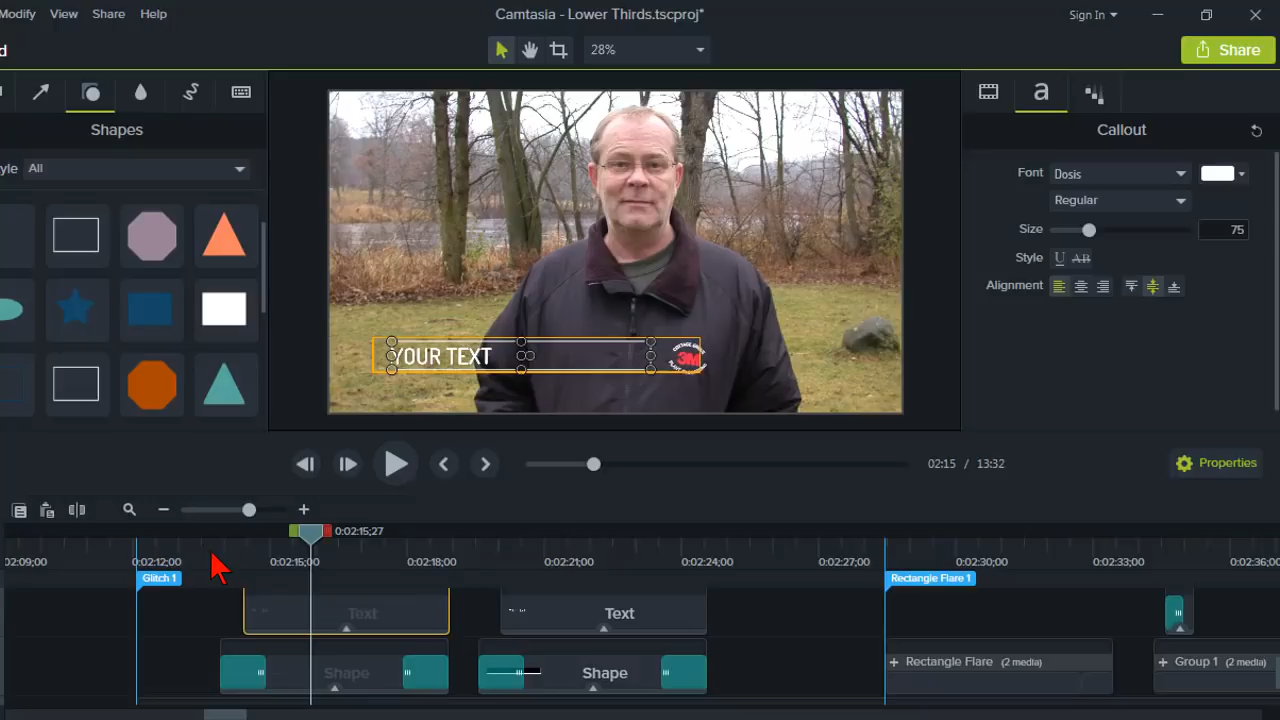 Modify View Share Help
Camtasia - Lower Thirds.tscproj*
Sign In
d
28%
Share
Shapes
Callout
yle All
Font Dosis
Regular
Size 75
Style U AB
Alignment
YOUR TEXT
3M
02:15 / 13:32
Properties
0:02:15;27
0:02:09;00 0:02:12;00 0:02:15;00 0:02:18;00 0:02:21;00 0:02:24;00 0:02:27;00 0:02:30;00 0:02:33;00 0:02:36;00
Glitch 1
Rectangle Flare 1
Text
Text
Shape
Shape
+ Rectangle Flare (2 media)
+ Group 1 (2 media)